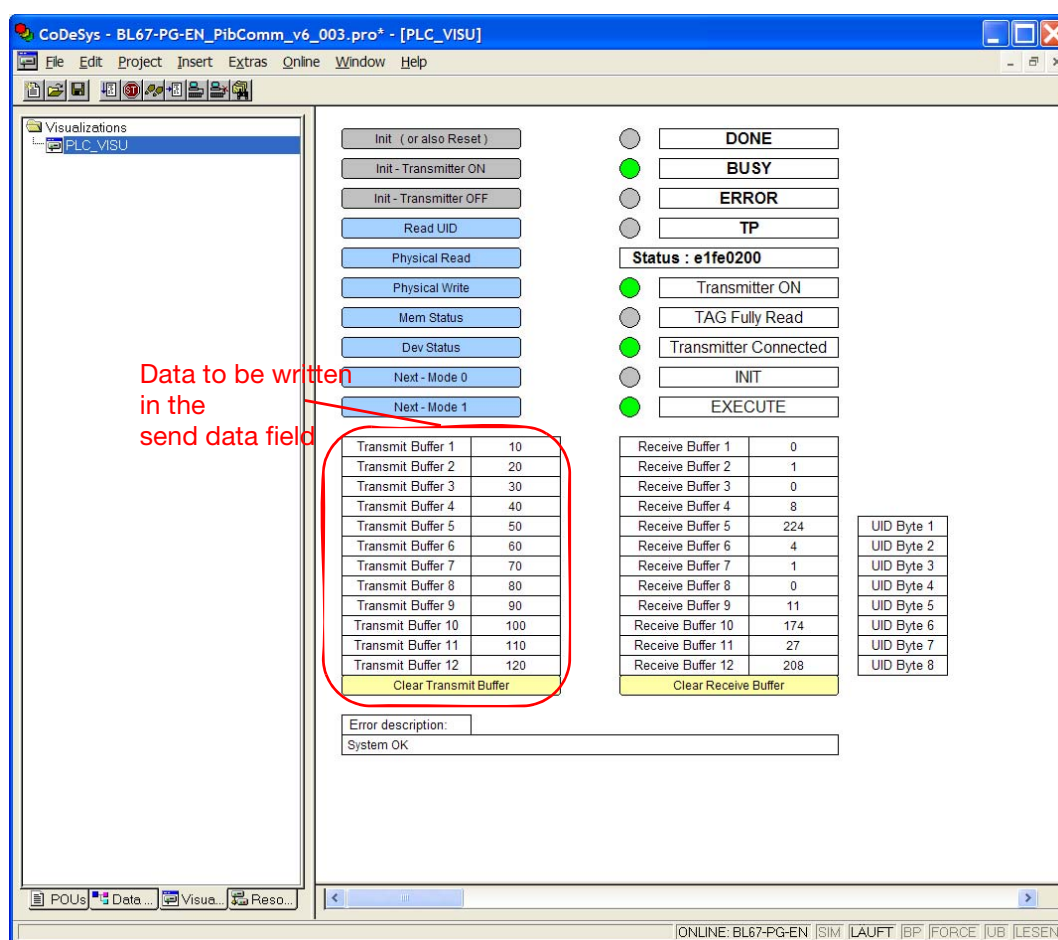 CoDeSys - BL67-PG-EN_PibComm_v6_003.pro* - [PLC_VISU]
File Edit Project Insert Extras Online Window Help
Visualizations
PLC_VISU
Init ( or also Reset )
DONE
Init - Transmitter ON
BUSY
Init - Transmitter OFF
ERROR
Read UID
TP
Physical Read
Status : e1fe0200
Physical Write
Transmitter ON
Mem Status
TAG Fully Read
Dev Status
Transmitter Connected
Next - Mode 0
INIT
Next - Mode 1
EXECUTE
Data to be written
in the
send data field
Transmit Buffer 1 10 Receive Buffer 1 0
Transmit Buffer 2 20 Receive Buffer 2 1
Transmit Buffer 3 30 Receive Buffer 3 0
Transmit Buffer 4 40 Receive Buffer 4 8
Transmit Buffer 5 50 Receive Buffer 5 224 UID Byte 1
Transmit Buffer 6 60 Receive Buffer 6 4 UID Byte 2
Transmit Buffer 7 70 Receive Buffer 7 1 UID Byte 3
Transmit Buffer 8 80 Receive Buffer 8 0 UID Byte 4
Transmit Buffer 9 90 Receive Buffer 9 11 UID Byte 5
Transmit Buffer 10 100 Receive Buffer 10 174 UID Byte 6
Transmit Buffer 11 110 Receive Buffer 11 27 UID Byte 7
Transmit Buffer 12 120 Receive Buffer 12 208 UID Byte 8
Clear Transmit Buffer Clear Receive Buffer
Error description:
System OK
POUs Data ... Visua... Reso...
ONLINE: BL67-PG-EN SIM LÄUFT BP FORCE UB LESEN